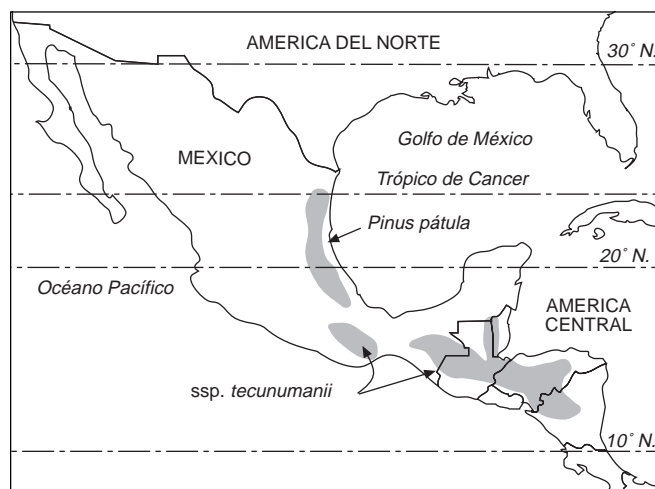 AMERICA DEL NORTE
30° N.
Golfo de México
MEXICO
Trópico de Cancer
Pinus pátula
20° N.
Océano Pacífico
AMERICA
CENTRAL
ssp. tecunumanii
10° N.